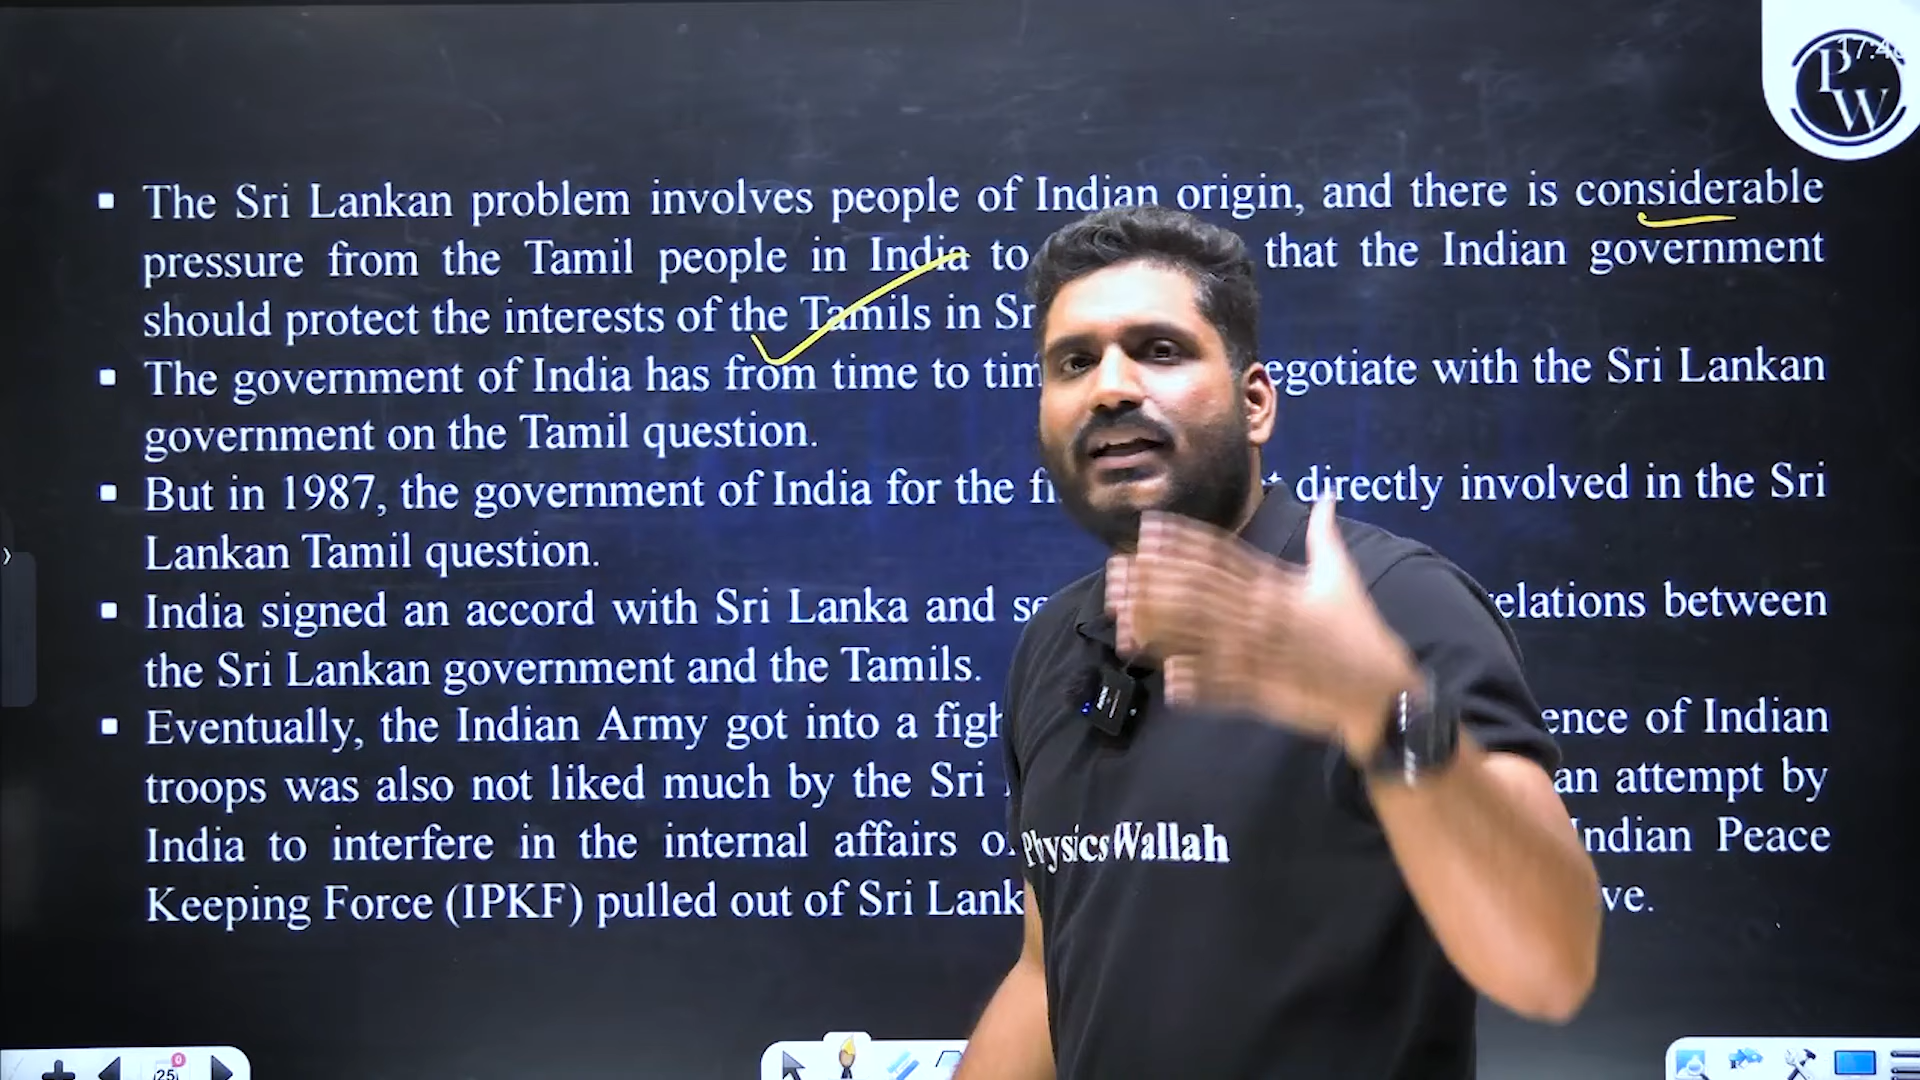 The Sri Lankan problem involves people of Indian origin, and there is considerable
pressure from the Tamil people in India to that the Indian government
should protect the interests of the Tamils in Sr
The government of India has from time to tim egotiate with the Sri Lankan
government on the Tamil question.
But in 1987, the government of India for the directly involved in the Sri
Lankan Tamil question.
India signed an accord with Sri Lanka and se elations between
the Sri Lankan government and the Tamils.
Eventually, the Indian Army got into a figh ence of Indian
troops was also not liked much by the Sri an attempt by
India to interfere in the internal affairs Indian Peace
Keeping Force (IPKF) pulled out of Sri Lank ve.
PW
PhysicsWallah
25
0